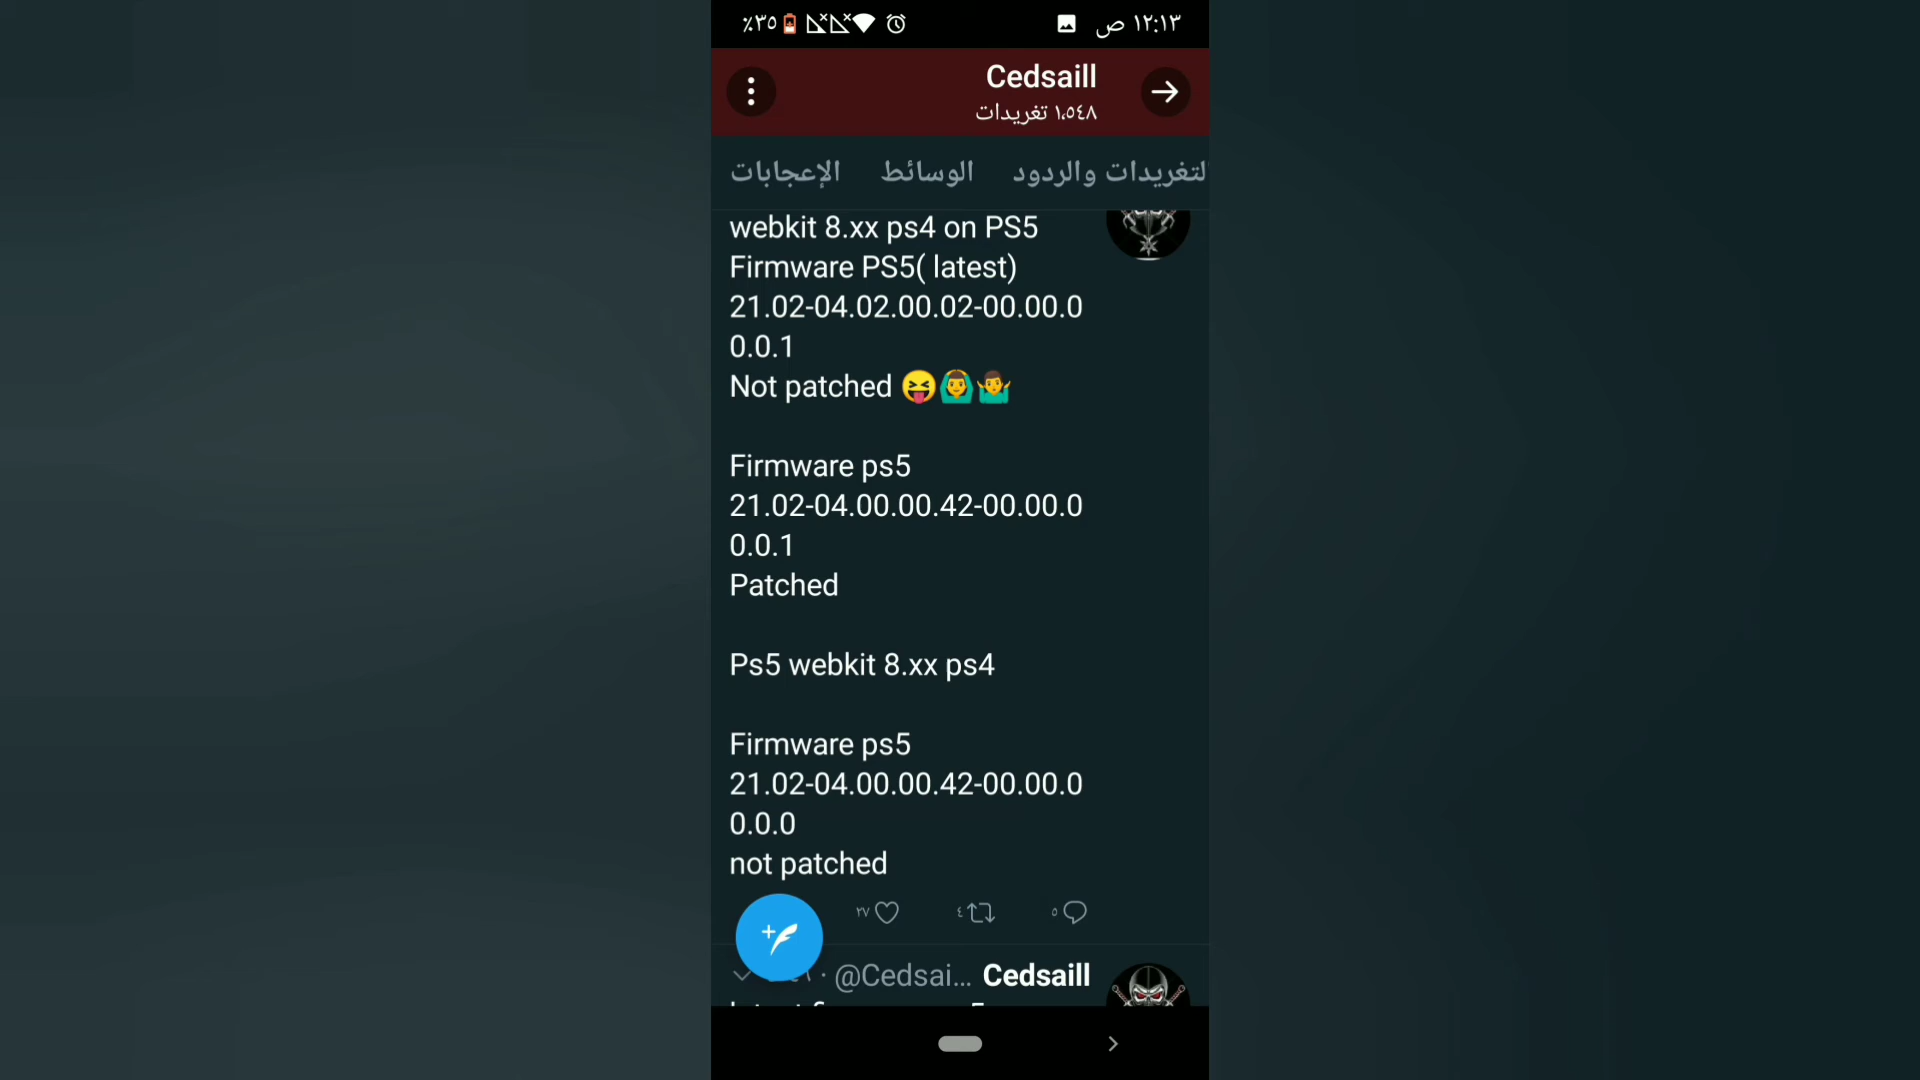 ٪٣٥
١٢:١٣ ص
Cedsaill
١،٥٤٨ تغريدات
التغريدات والردود
الوسائط
الإعجابات
webkit 8.xx ps4 on PS5
Firmware PS5( latest)
21.02-04.02.00.02-00.00.0
0.0.1
Not patched 😝🙆‍♂️🤷‍♂️
Firmware ps5
21.02-04.00.00.42-00.00.0
0.0.1
Patched
Ps5 webkit 8.xx ps4
Firmware ps5
21.02-04.00.00.42-00.00.0
0.0.0
not patched
٥
٤
٢٧
Cedsaill @Cedsai… ·